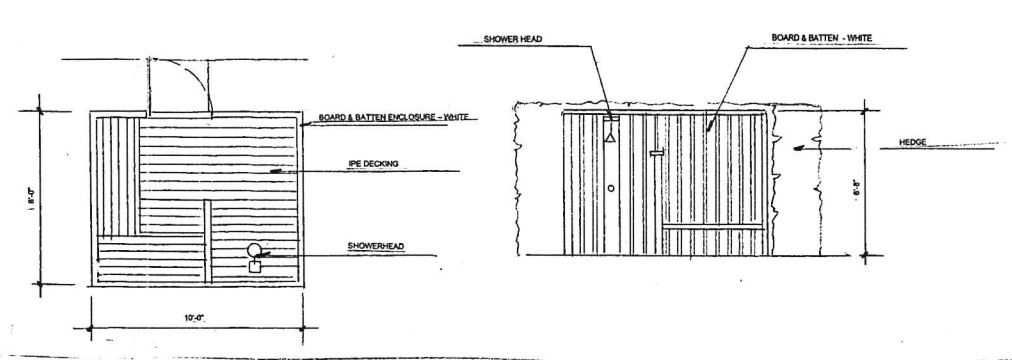 SHOWER HEAD
BOARD & BATTEN - WHITE
BOARD & BATTEN ENCLOSURE - WHITE
HEDGE
IPE DECKING
SHOWERHEAD
10'-0"